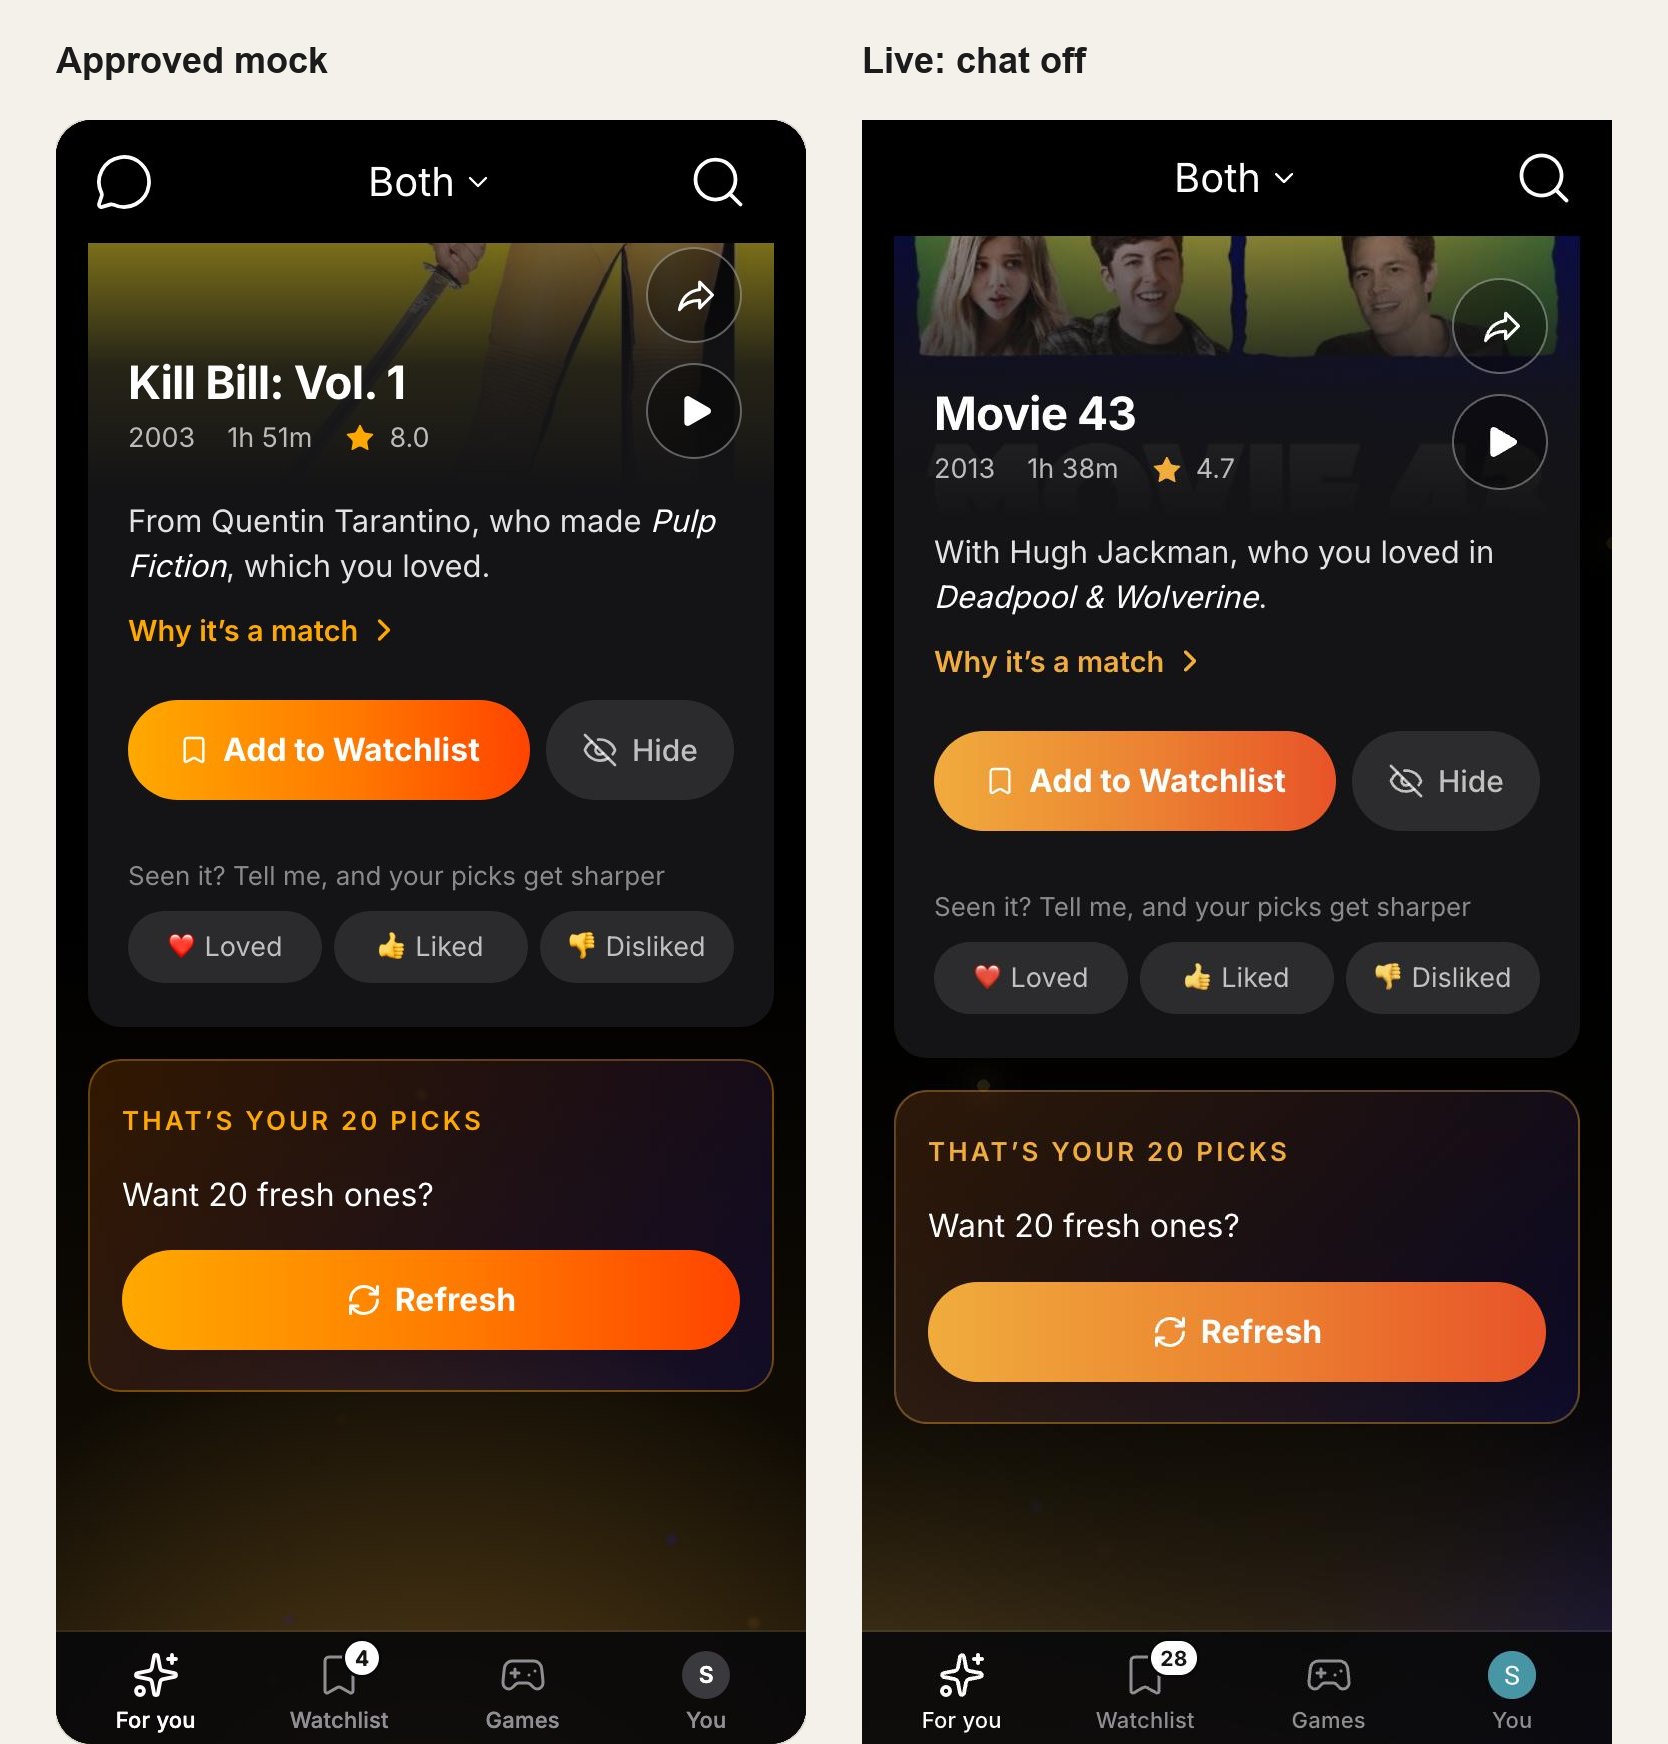 Approved mock
Both
Kill Bill: Vol. 1
2003 1h 51m 8.0
From Quentin Tarantino, who made Pulp
Fiction, which you loved.
Why it’s a match
Add to Watchlist
Hide
Seen it? Tell me, and your picks get sharper
Loved
Liked
Disliked
THAT’S YOUR 20 PICKS
Want 20 fresh ones?
Refresh
For you
4
Watchlist
Games
S
You
Live: chat off
Both
MOVIE 43
Movie 43
2013 1h 38m 4.7
With Hugh Jackman, who you loved in
Deadpool & Wolverine.
Why it’s a match
Add to Watchlist
Hide
Seen it? Tell me, and your picks get sharper
Loved
Liked
Disliked
THAT’S YOUR 20 PICKS
Want 20 fresh ones?
Refresh
For you
28
Watchlist
Games
S
You